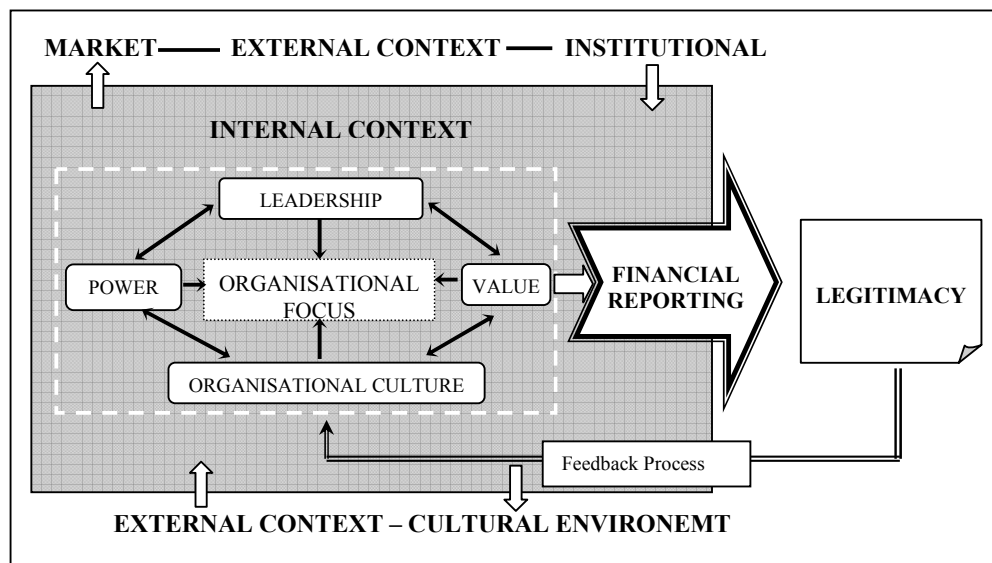 MARKET — EXTERNAL CONTEXT — INSTITUTIONAL
INTERNAL CONTEXT
LEADERSHIP
POWER
ORGANISATIONAL
FOCUS
VALUE
ORGANISATIONAL CULTURE
FINANCIAL
REPORTING
LEGITIMACY
Feedback Process
EXTERNAL CONTEXT – CULTURAL ENVIRONEMT